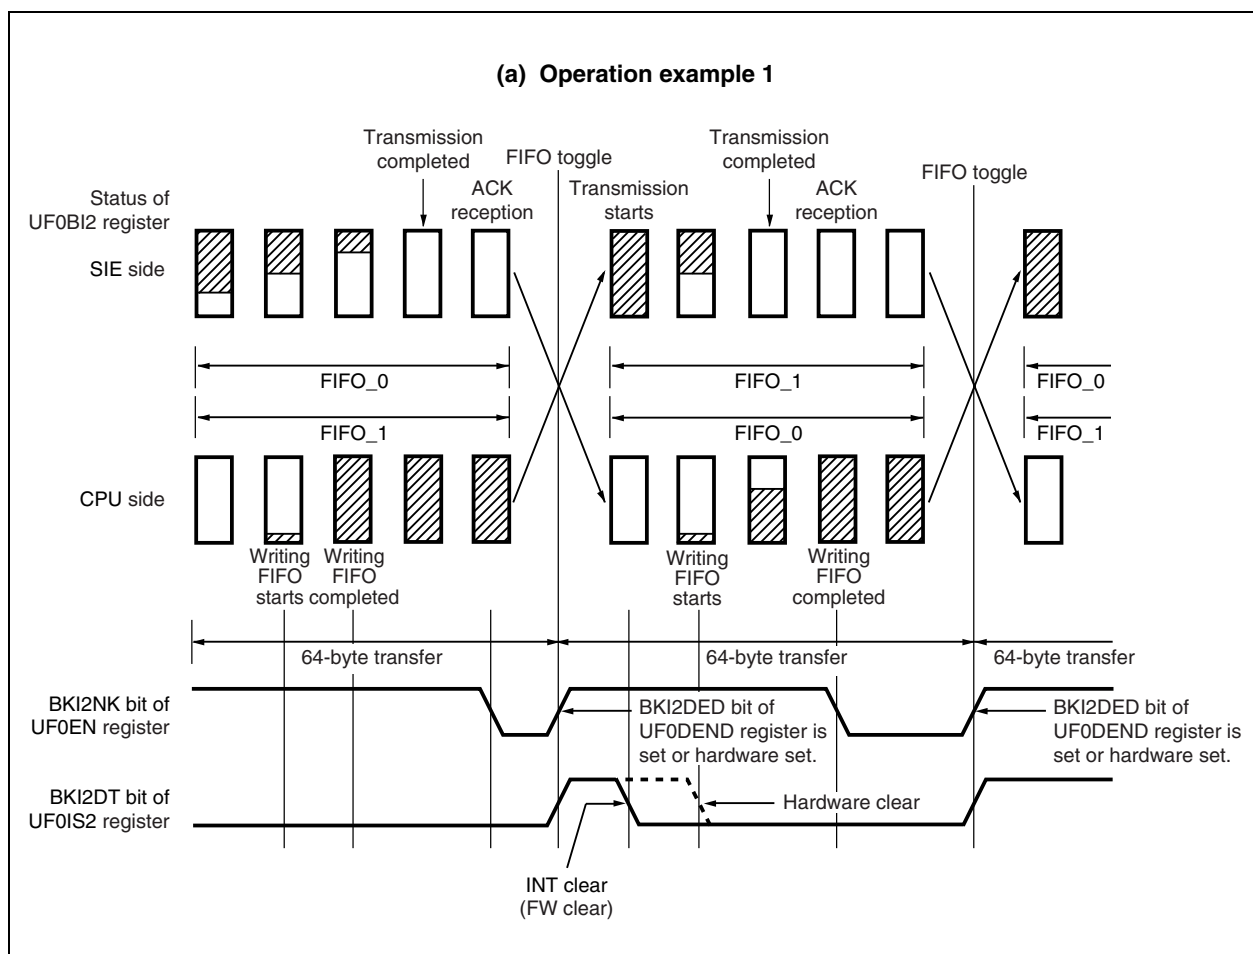 (a) Operation example 1
Transmission
completed
FIFO toggle
Transmission
completed
FIFO toggle
Status of
UF0BI2 register
ACK
reception
Transmission
starts
ACK
reception
SIE side
FIFO_0
FIFO_1
FIFO_0
FIFO_1
FIFO_0
FIFO_1
CPU side
Writing
FIFO
starts
Writing
FIFO
completed
Writing
FIFO
starts
Writing
FIFO
completed
64-byte transfer
64-byte transfer
64-byte transfer
BKI2NK bit of
UF0EN register
BKI2DED bit of
UF0DEND register is
set or hardware set.
BKI2DED bit of
UF0DEND register is
set or hardware set.
BKI2DT bit of
UF0IS2 register
Hardware clear
INT clear
(FW clear)